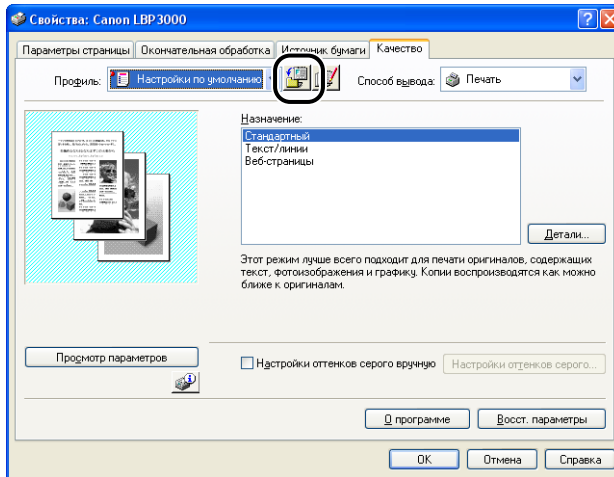 Свойства: Canon LBP3000
Параметры страницы Окончательная обработка Источник бумаги Качество
Профиль: Настройки по умолчанию Способ вывода: Печать
Назначение:
Стандартный
Текст/линии
Веб-страницы
Детали...
Этот режим лучше всего подходит для печати оригиналов, содержащих
текст, фотоизображения и графику. Копии воспроизводятся как можно
ближе к оригиналам.
Просмотр параметров
Настройки оттенков серого вручную Настройки оттенков серого...
О программе Восст. параметры
OK Отмена Справка